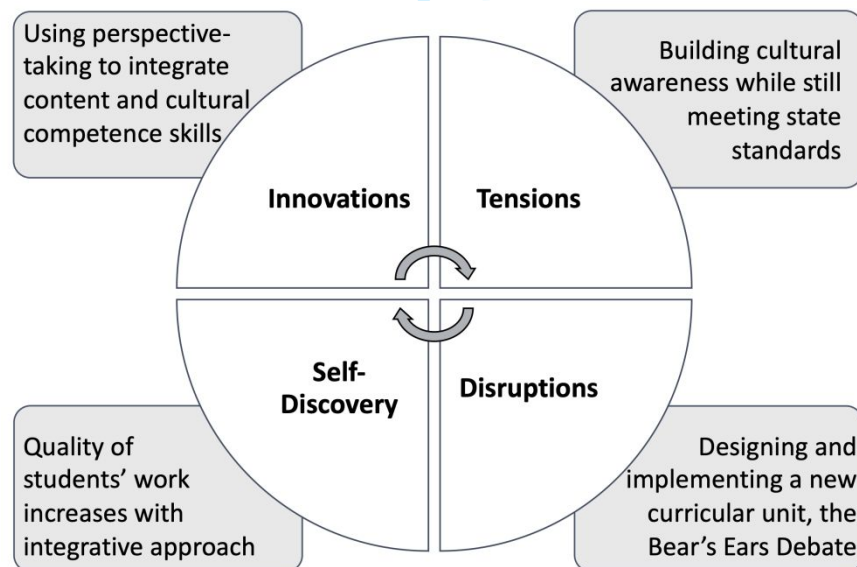 Using perspective-
taking to integrate
content and cultural
competence skills
Building cultural
awareness while still
meeting state
standards
Innovations
Tensions
Self-
Discovery
Disruptions
Quality of
students’ work
increases with
integrative approach
Designing and
implementing a new
curricular unit, the
Bear’s Ears Debate